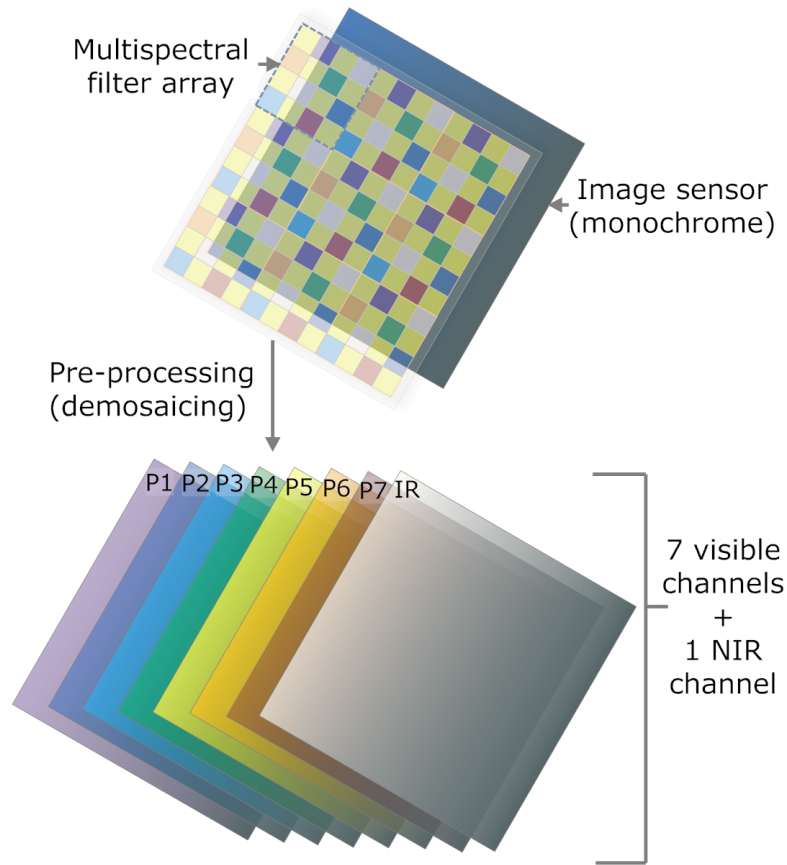 Multispectral
filter array
Image sensor
(monochrome)
Pre-processing
(demosaicing)
P1 P2 P3 P4 P5 P6 P7 IR
7 visible
channels
+
1 NIR
channel